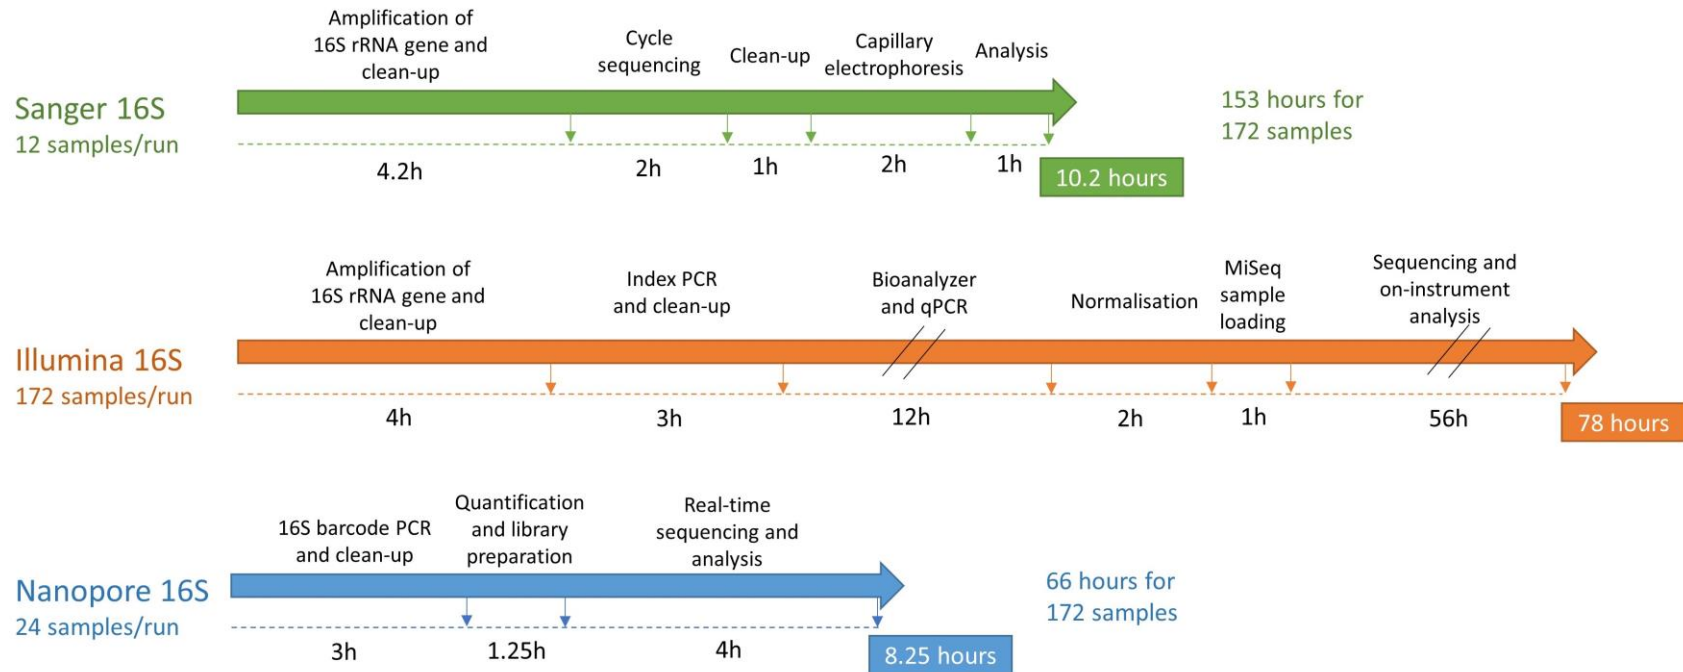 Amplification of
16S rRNA gene and
clean-up
Cycle
sequencing
Clean-up
Capillary
electrophoresis
Analysis
Sanger 16S
12 samples/run
153 hours for
172 samples
4.2h
2h
1h
2h
1h
10.2 hours
Amplification of
16S rRNA gene and
clean-up
Index PCR
and clean-up
Bioanalyzer
and qPCR
Normalisation
MiSeq
sample
loading
Sequencing and
on-instrument
analysis
Illumina 16S
172 samples/run
4h
3h
12h
2h
1h
56h
78 hours
16S barcode PCR
and clean-up
Quantification
and library
preparation
Real-time
sequencing and
analysis
Nanopore 16S
24 samples/run
66 hours for
172 samples
3h
1.25h
4h
8.25 hours